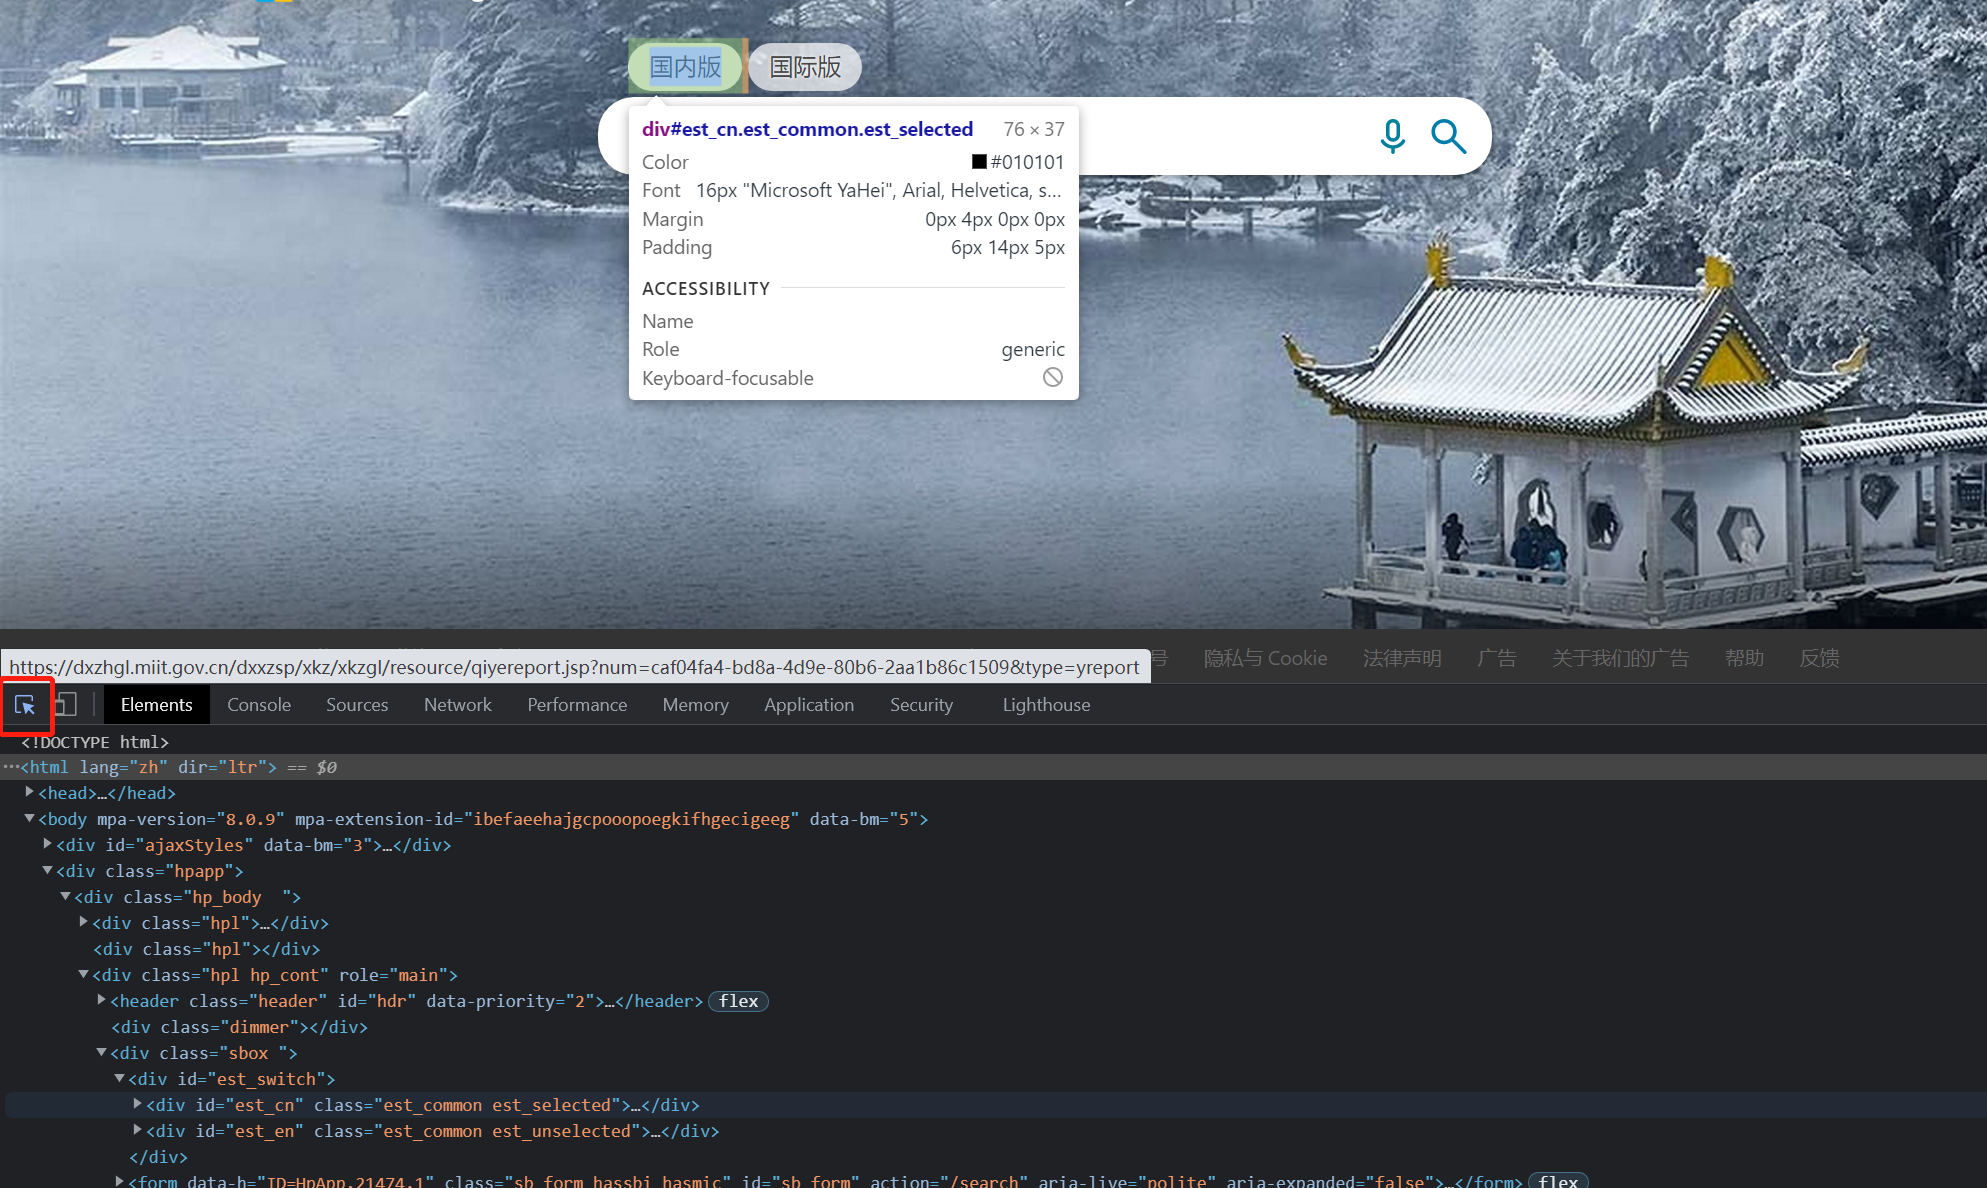 国内版 国际版
div#est_cn.est_common.est_selected 76 × 37
Color #010101
Font 16px "Microsoft YaHei", Arial, Helvetica, s...
Margin 0px 4px 0px 0px
Padding 6px 14px 5px
ACCESSIBILITY
Name
Role generic
Keyboard-focusable
号 隐私与 Cookie 法律声明 广告 关于我们的广告 帮助 反馈
https://dxzhgl.miit.gov.cn/dxxzsp/xkz/xkzgl/resource/qiyereport.jsp?num=caf04fa4-bd8a-4d9e-80b6-2aa1b86c1509&type=yreport
Elements Console Sources Network Performance Memory Application Security Lighthouse
<!DOCTYPE html>
···<html lang="zh" dir="ltr"> == $0
<head>…</head>
<body mpa-version="8.0.9" mpa-extension-id="ibefaeehajgcpooopoegkifhgecigeeg" data-bm="5">
<div id="ajaxStyles" data-bm="3">…</div>
<div class="hpapp">
<div class="hp_body  ">
<div class="hpl">…</div>
<div class="hpl"></div>
<div class="hpl hp_cont" role="main">
<header class="header" id="hdr" data-priority="2">…</header> flex
<div class="dimmer"></div>
<div class="sbox ">
<div id="est_switch">
<div id="est_cn" class="est_common est_selected">…</div>
<div id="est_en" class="est_common est_unselected">…</div>
</div>
<form data-h="ID=HpApp,21474.1" class="sb_form hassbi hasmic" id="sb_form" action="/search" aria-live="polite" aria-expanded="false">…</form> flex